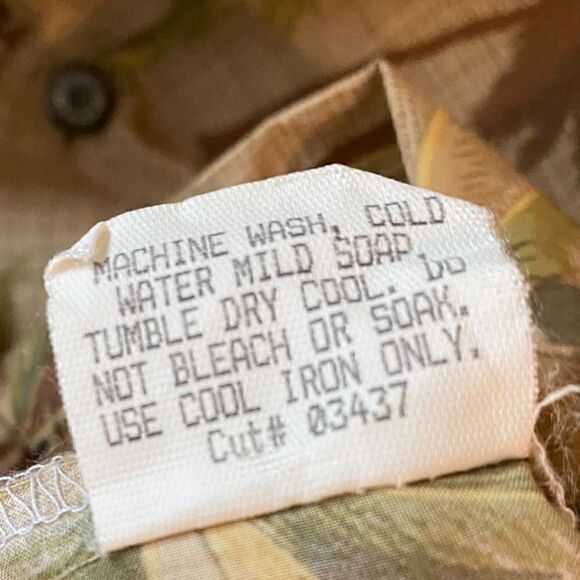 MACHINE WASH, COLD
WATER MILD SOAP
TUMBLE DRY COOL. DO
NOT BLEACH OR SOAK.
USE COOL IRON ONLY.
Cut# 03437